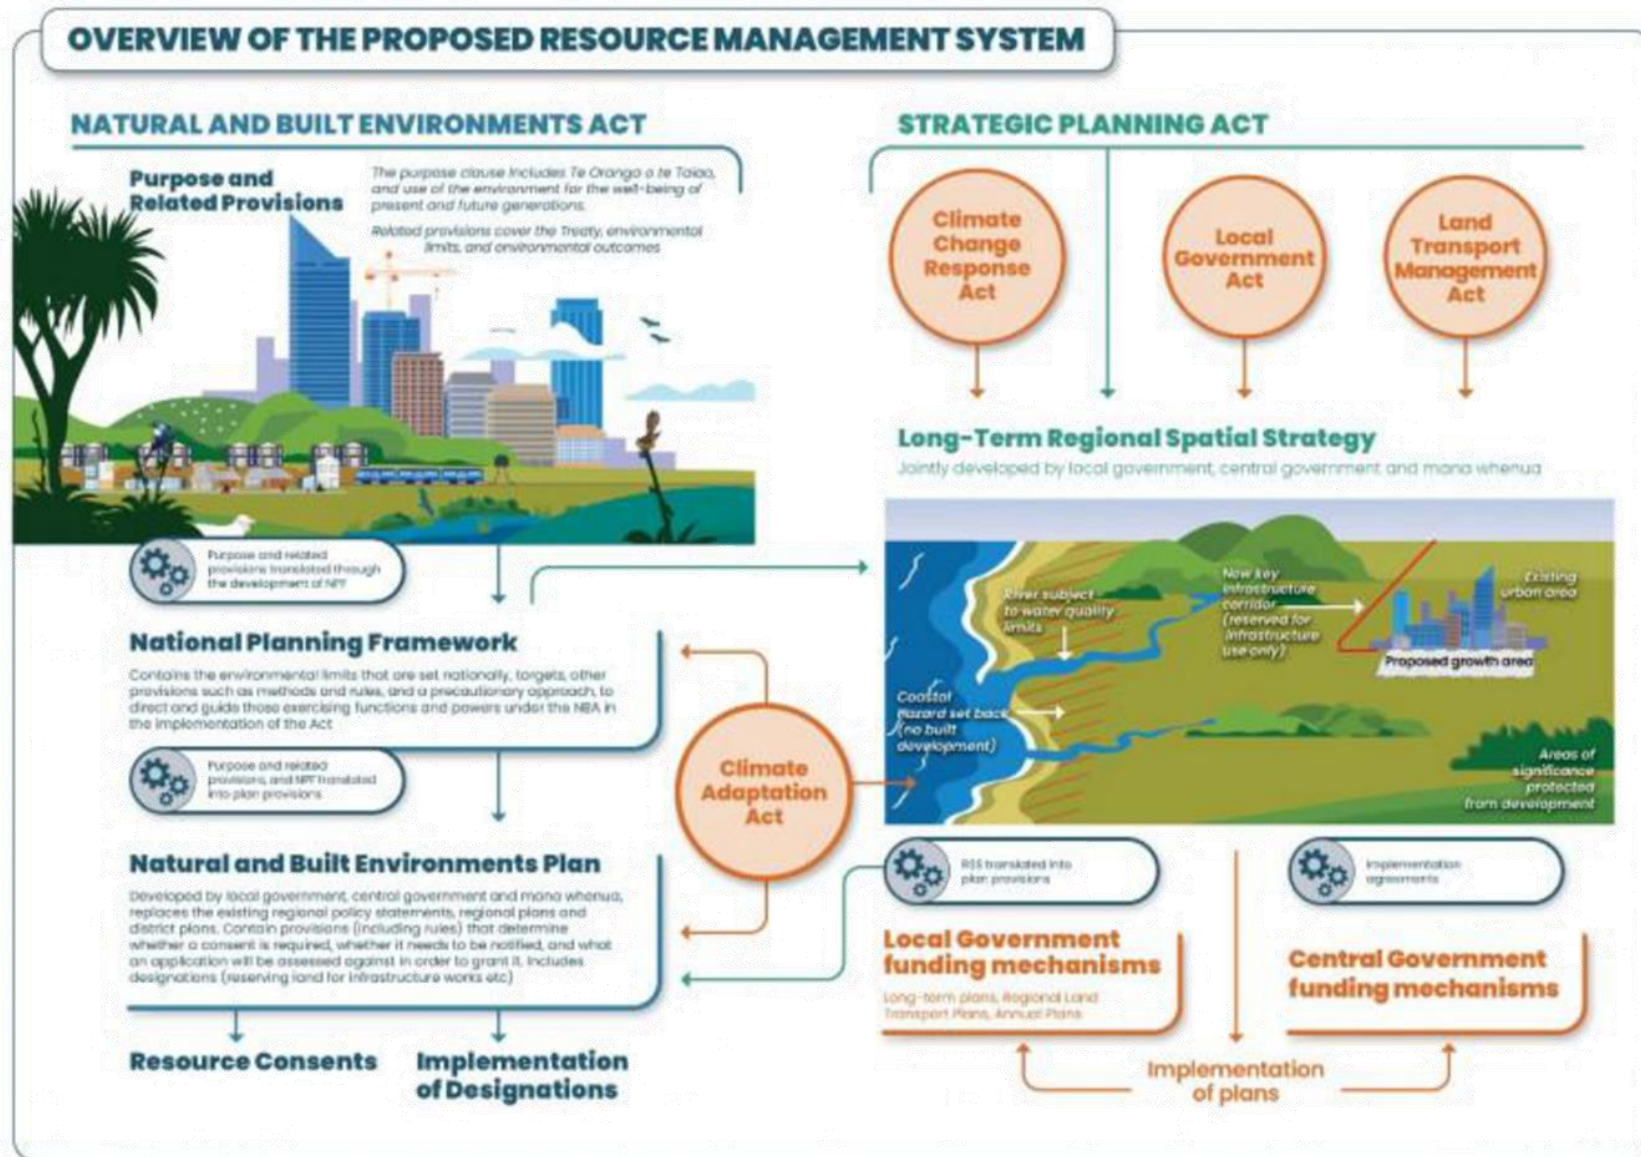 OVERVIEW OF THE PROPOSED RESOURCE MANAGEMENT SYSTEM
NATURAL AND BUILT ENVIRONMENTS ACT
Purpose and
Related Provisions
The purpose clause includes Te Oranga o te Taiao,
and use of the environment for the well-being of
present and future generations.
Related provisions cover the Treaty, environmental
limits, and environmental outcomes
Purpose and related
provisions translated through
the development of NPF
National Planning Framework
Contains the environmental limits that are set nationally, targets, other
provisions such as methods and rules, and a precautionary approach, to
direct and guide those exercising functions and powers under the NBA in
the implementation of the Act
Purpose and related
provisions, and NPF translated
into plan provisions
Natural and Built Environments Plan
Developed by local government, central government and mana whenua,
replaces the existing regional policy statements, regional plans and
district plans. Contain provisions (including rules) that determine
whether a consent is required, whether it needs to be notified, and what
an application will be assessed against in order to grant it. Includes
designations (reserving land for infrastructure works etc)
Resource Consents
Implementation
of Designations
Climate
Adaptation
Act
STRATEGIC PLANNING ACT
Climate
Change
Response
Act
Local
Government
Act
Land
Transport
Management
Act
Long-Term Regional Spatial Strategy
Jointly developed by local government, central government and mana whenua
River subject
to water quality
limits
New key
infrastructure
corridor
(reserved for
infrastructure
use only)
Existing
urban area
Proposed growth area
Coastal
Hazard set back
(no built
development)
Areas of
significance
protected
from development
RSS translated into
plan provisions
Implementation
agreements
Local Government
funding mechanisms
Long-term plans, Regional Land
Transport Plans, Annual Plans
Central Government
funding mechanisms
Implementation
of plans